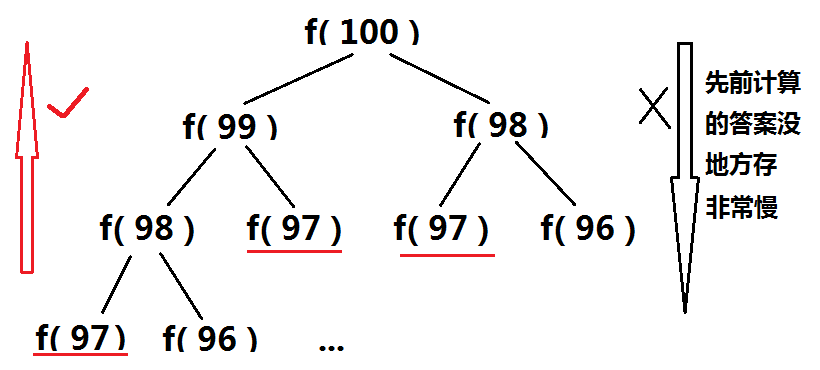 f( 100 )
f( 99 )
f( 98 )
先前计算
的答案没
地方存
非常慢
f( 98 )
f( 97 )
f( 97 )
f( 96 )
f( 97 )
f( 96 )
...